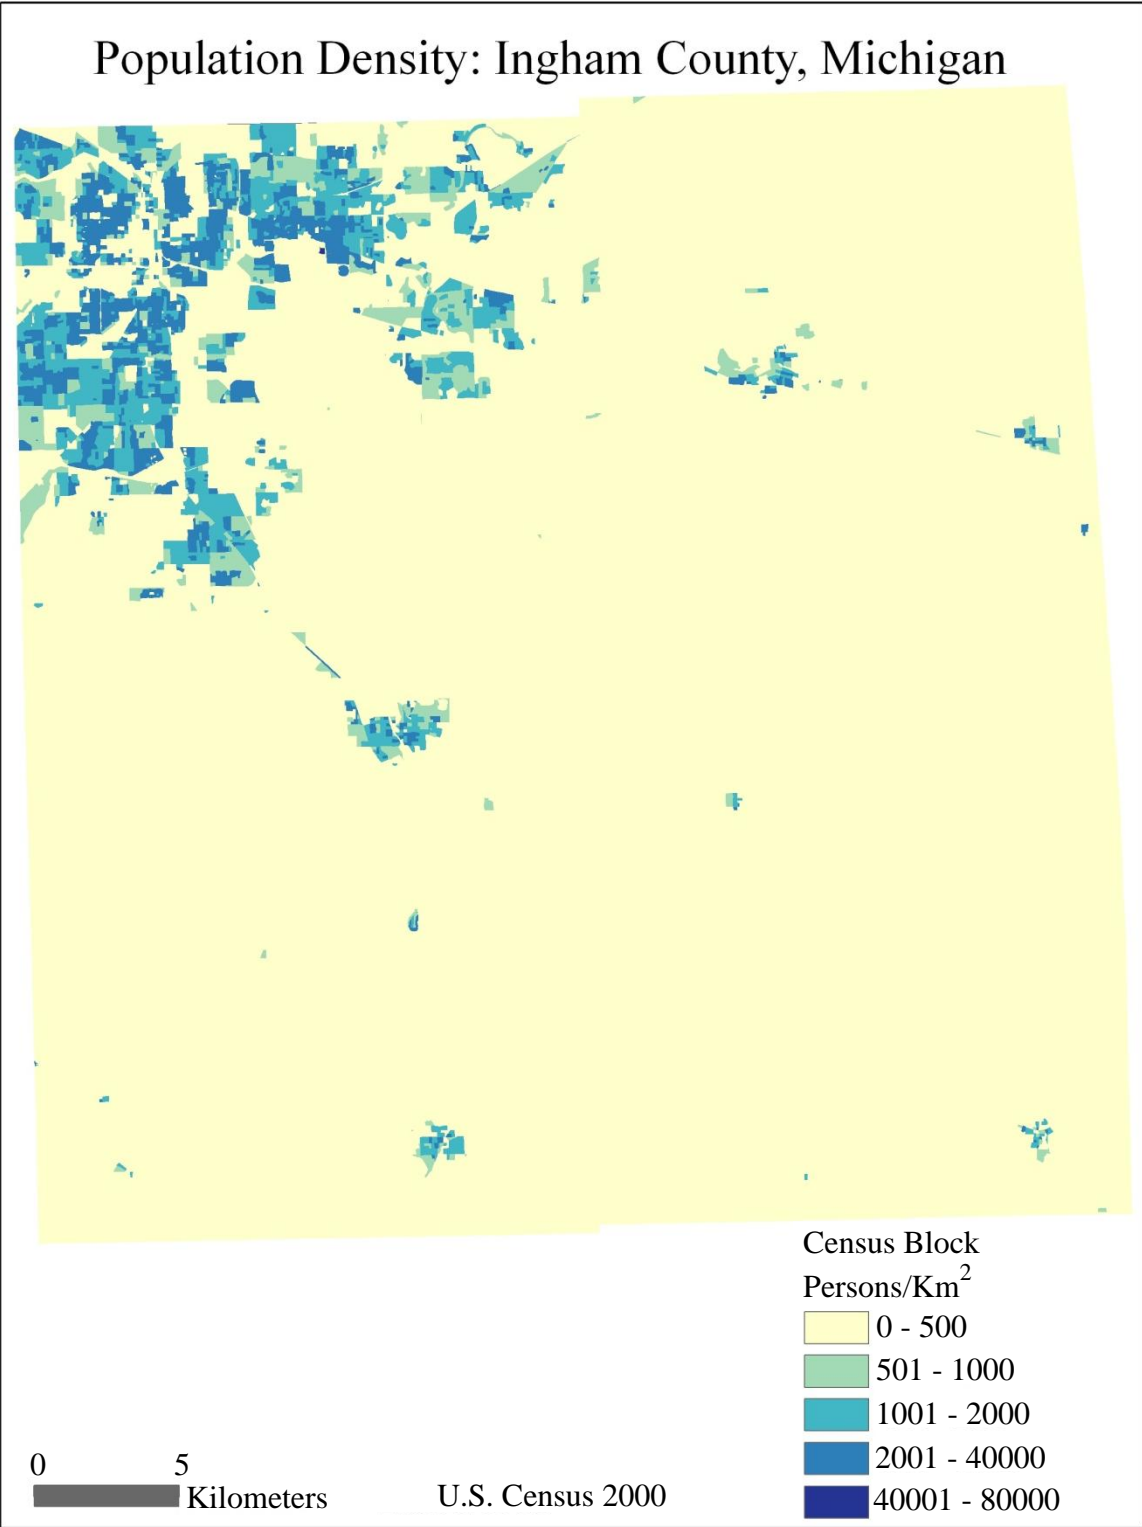 Population Density: Ingham County, Michigan
Census Block
Persons/Km²
0 - 500
501 - 1000
1001 - 2000
2001 - 40000
40001 - 80000
0 5
Kilometers
U.S. Census 2000